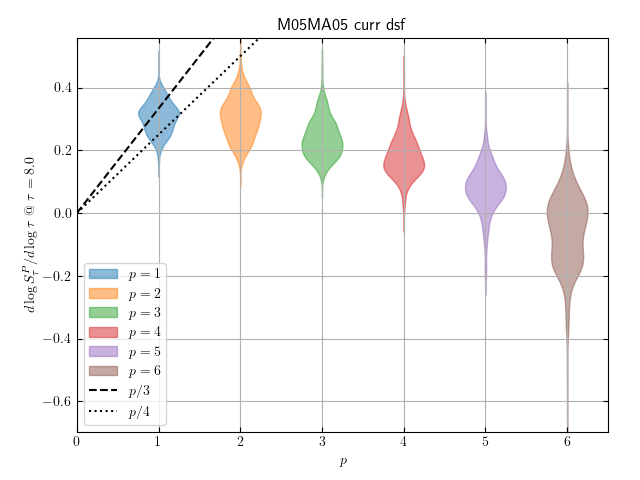 M05MA05 curr dsf
d log S_τ^P / d log τ @ τ = 8.0
0.4
0.2
0.0
−0.2
−0.4
−0.6
p = 1
p = 2
p = 3
p = 4
p = 5
p = 6
p/3
p/4
0 1 2 3 4 5 6
p